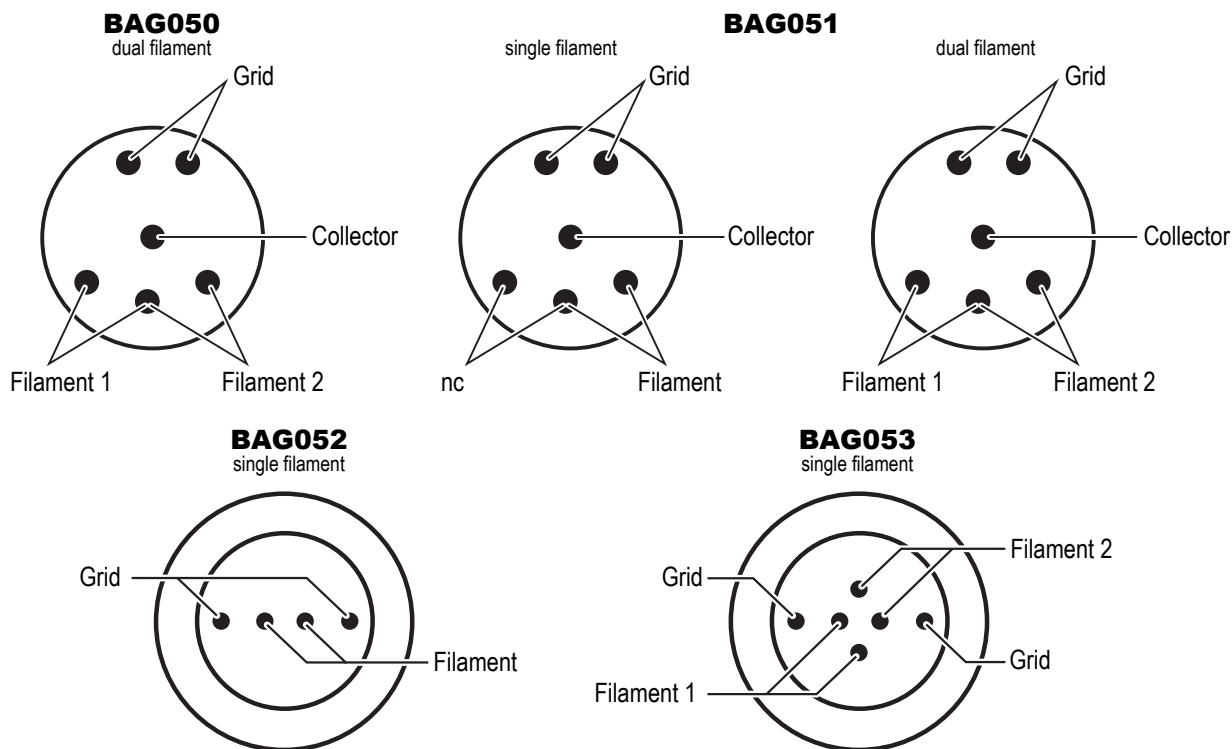 BAG050
dual filament
Grid
Collector
Filament 1
Filament 2
BAG051
single filament
Grid
Collector
nc
Filament
dual filament
Grid
Collector
Filament 1
Filament 2
BAG052
single filament
Grid
Filament
BAG053
single filament
Filament 2
Grid
Grid
Filament 1